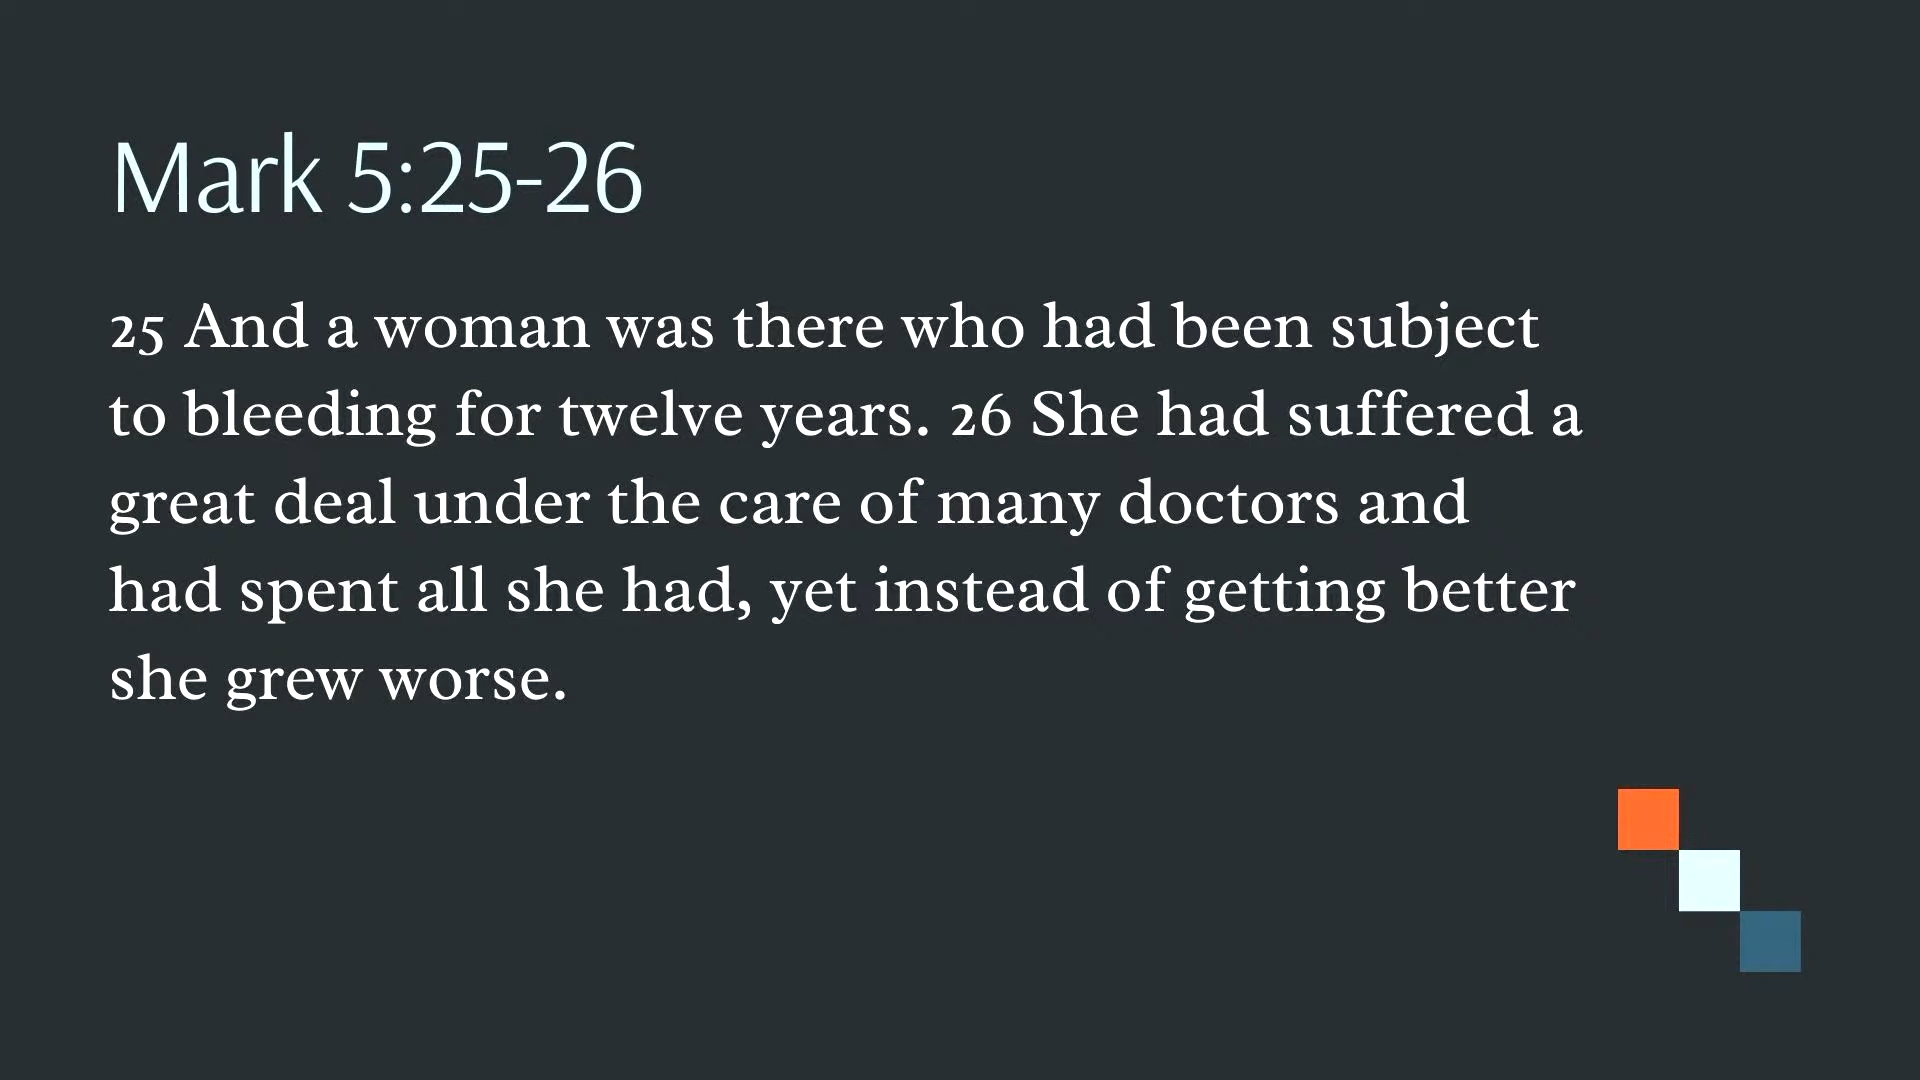 Mark 5:25-26
25 And a woman was there who had been subject
to bleeding for twelve years. 26 She had suffered a
great deal under the care of many doctors and
had spent all she had, yet instead of getting better
she grew worse.